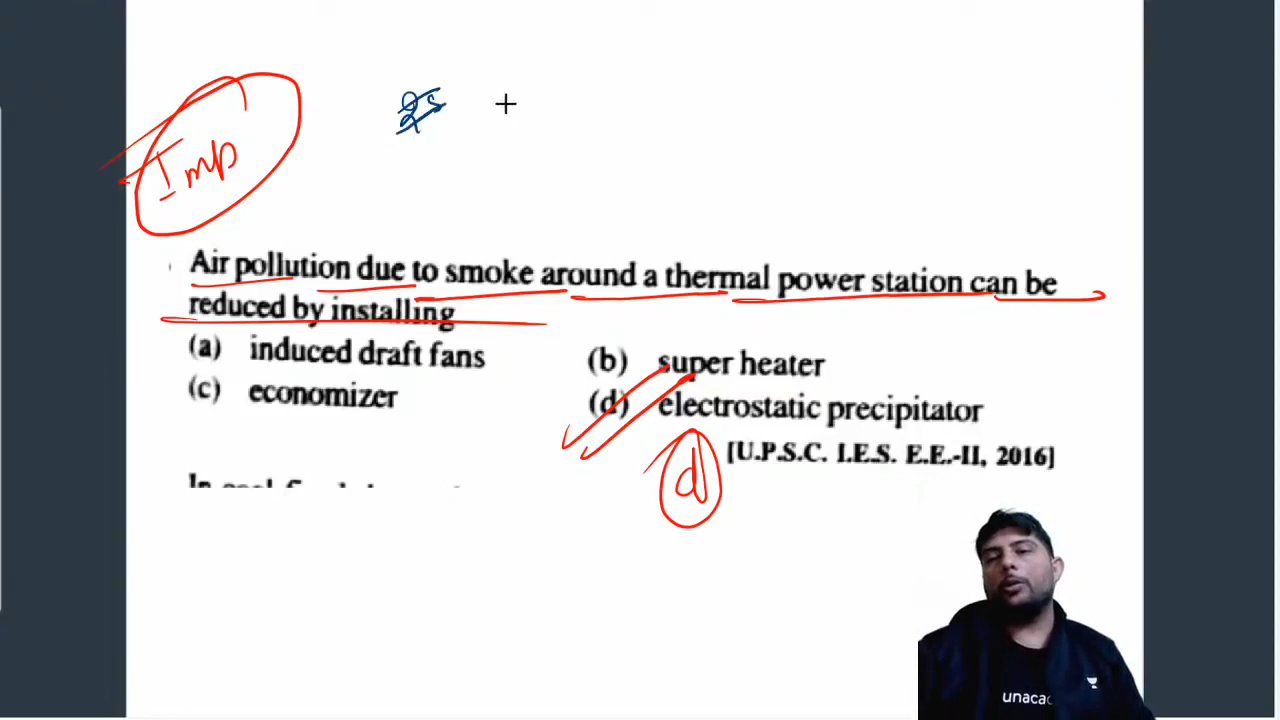 Imp
Air pollution due to smoke around a thermal power station can be
reduced by installing
(a) induced draft fans (b) super heater
(c) economizer (d) electrostatic precipitator
d
[U.P.S.C. I.E.S. E.E.-II, 2016]
unaca